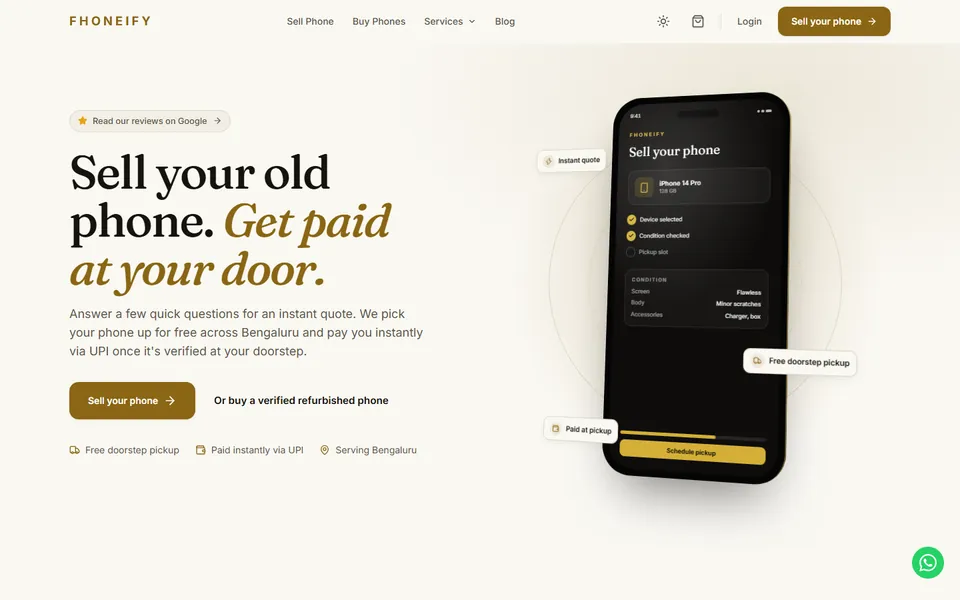 FHONEIFY
Sell Phone
Buy Phones
Services
Blog
Login
Sell your phone
Read our reviews on Google
Sell your old
phone. Get paid
at your door.
Answer a few quick questions for an instant quote. We pick
your phone up for free across Bengaluru and pay you instantly
via UPI once it's verified at your doorstep.
Sell your phone
Or buy a verified refurbished phone
Free doorstep pickup
Paid instantly via UPI
Serving Bengaluru
9:41
FHONEIFY
Sell your phone
Instant quote
iPhone 14 Pro
128 GB
Device selected
Condition checked
Pickup slot
CONDITION
Screen Flawless
Body Minor scratches
Accessories Charger, box
Free doorstep pickup
Paid at pickup
Schedule pickup